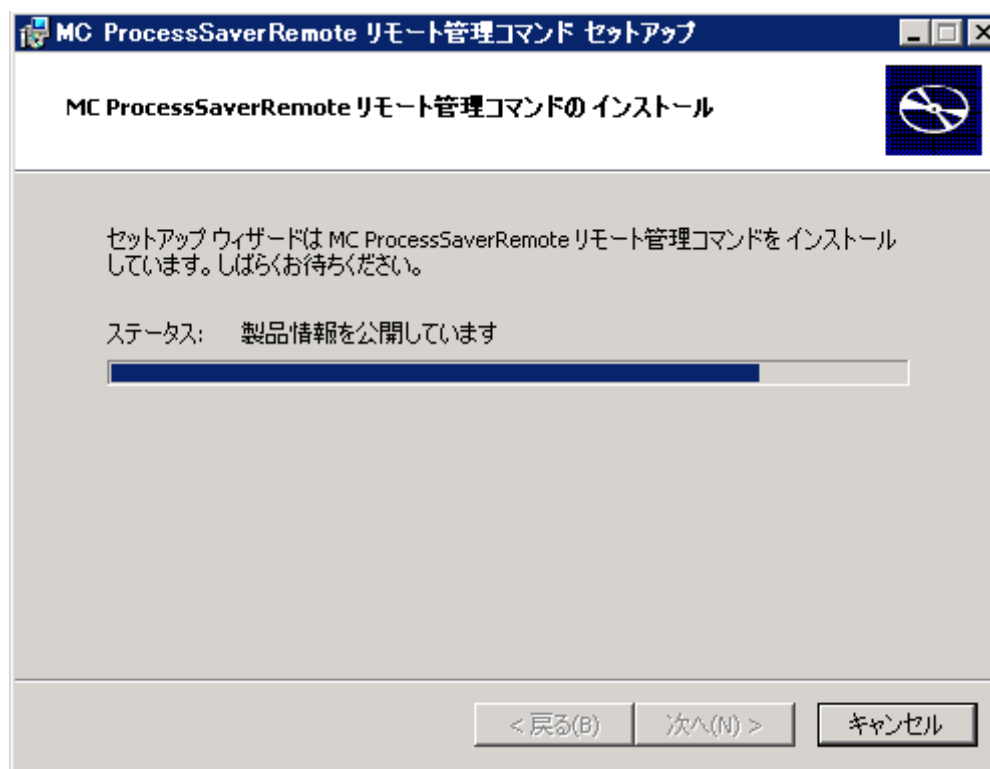 MC ProcessSaverRemote リモート管理コマンド セットアップ
MC ProcessSaverRemote リモート管理コマンドの インストール
セットアップ ウィザードは MC ProcessSaverRemote リモート管理コマンドを インストール
しています。しばらくお待ちください。
ステータス: 製品情報を公開しています
< 戻る(B) 次へ(N) > キャンセル